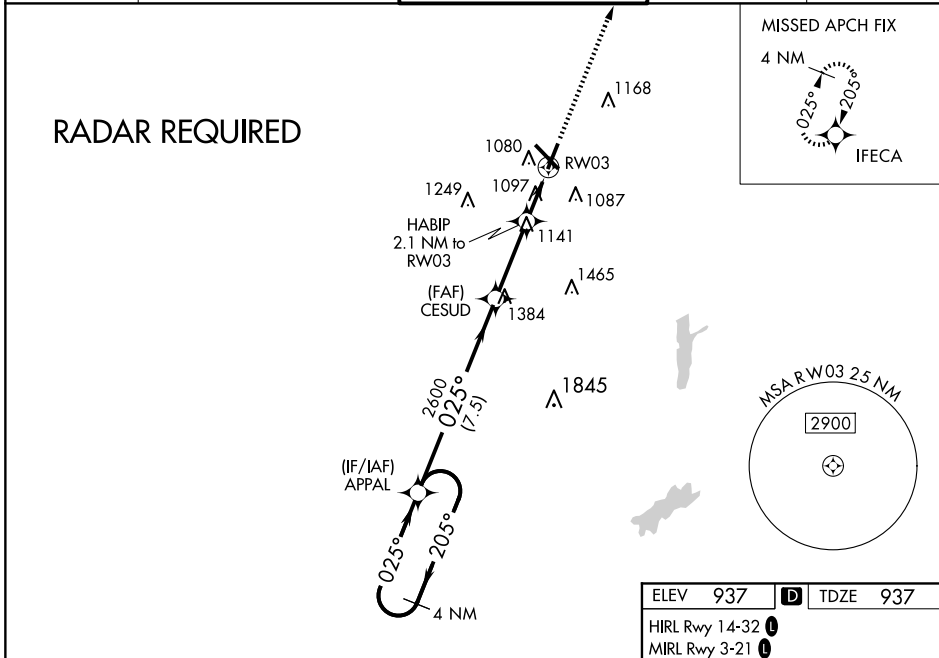 RADAR REQUIRED
1168
1080
RW03
1249
1097
1087
HABIP
2.1 NM to
RW03
1141
(FAF)
CESUD
1465
1384
1845
2600
025°
(7.5)
(IF/IAF)
APPAL
025°
205°
4 NM
MISSED APCH FIX
4 NM
025°
205°
IFECA
MSA RW03 25 NM
2900
ELEV 937 D TDZE 937
HIRL Rwy 14-32 L
MIRL Rwy 3-21 L